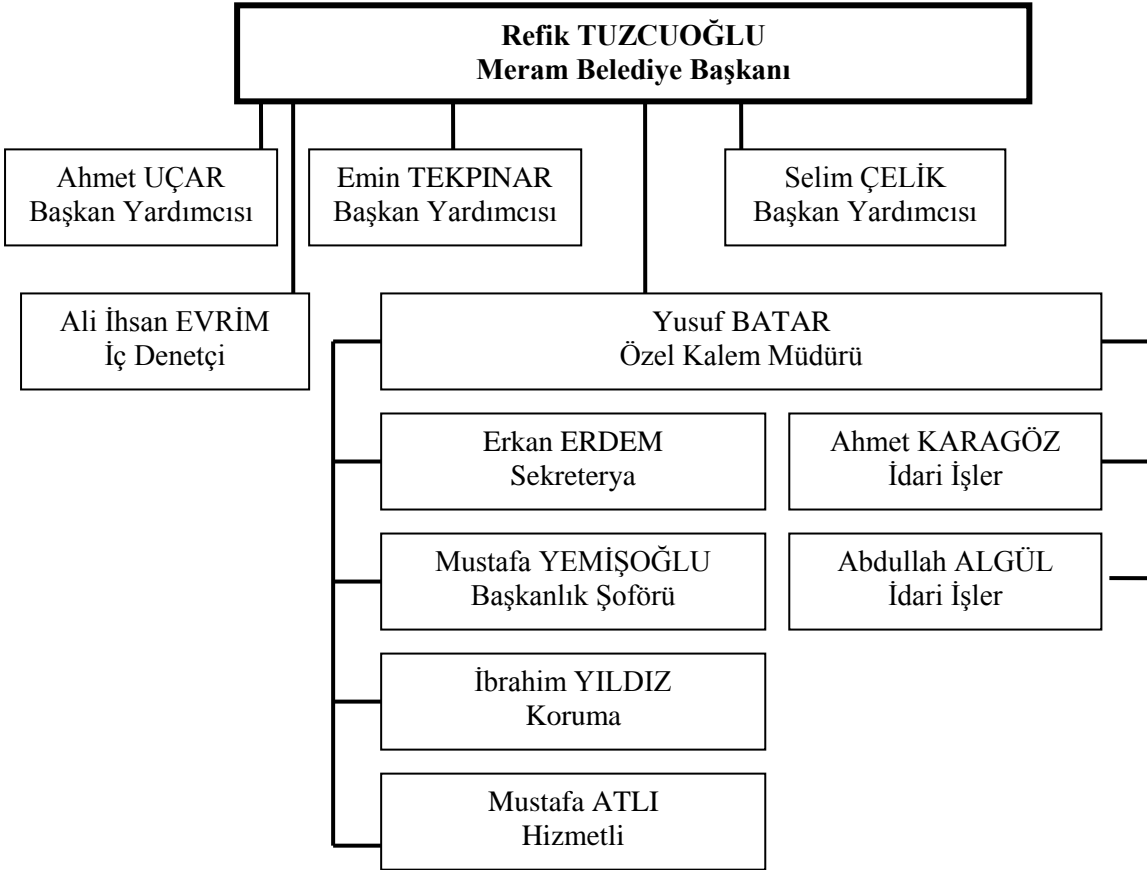 Refik TUZCUOĞLU
Meram Belediye Başkanı
Ahmet UÇAR
Başkan Yardımcısı
Emin TEKPINAR
Başkan Yardımcısı
Selim ÇELİK
Başkan Yardımcısı
Ali İhsan EVRİM
İç Denetçi
Yusuf BATAR
Özel Kalem Müdürü
Erkan ERDEM
Sekreterya
Ahmet KARAGÖZ
İdari İşler
Mustafa YEMİŞOĞLU
Başkanlık Şoförü
Abdullah ALGÜL
İdari İşler
İbrahim YILDIZ
Koruma
Mustafa ATLI
Hizmetli